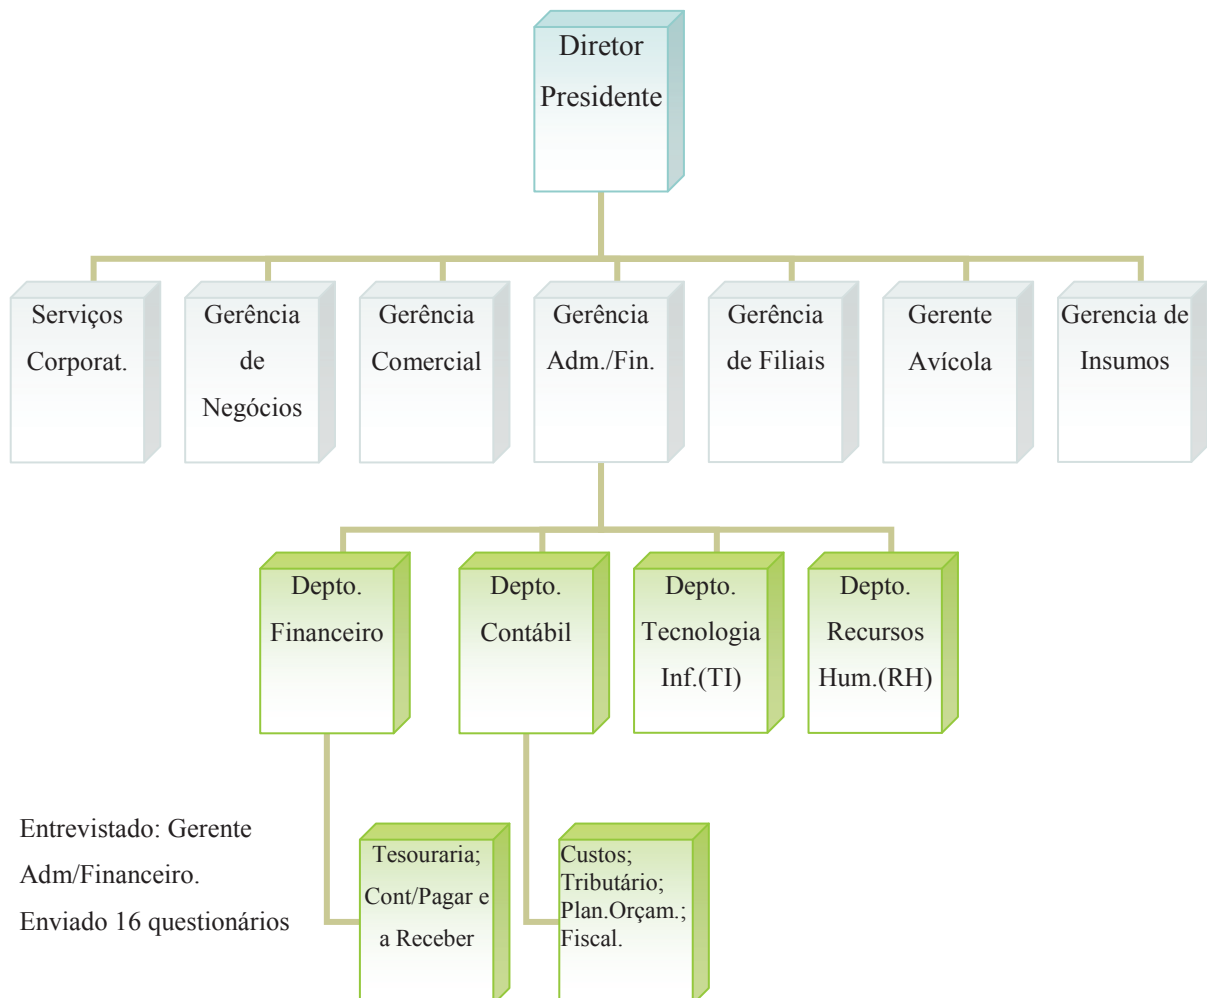 Diretor
Presidente
Serviços
Corporat.
Gerência
de
Negócios
Gerência
Comercial
Gerência
Adm./Fin.
Gerência
de Filiais
Gerente
Avícola
Gerencia de
Insumos
Depto.
Financeiro
Depto.
Contábil
Depto.
Tecnologia
Inf.(TI)
Depto.
Recursos
Hum.(RH)
Entrevistado: Gerente
Adm/Financeiro.
Enviado 16 questionários
Tesouraria;
Cont/Pagar e
a Receber
Custos;
Tributário;
Plan.Orçam.;
Fiscal.